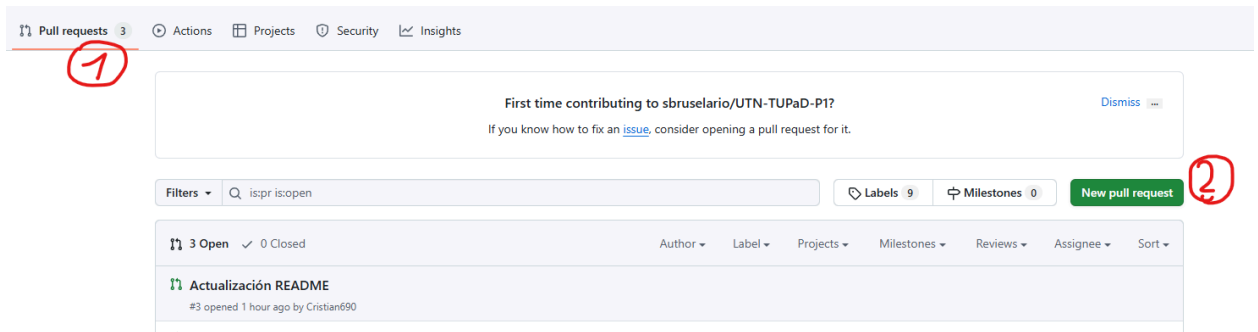 Pull requests 3 Actions Projects Security Insights
1
First time contributing to sbruselario/UTN-TUPaD-P1?
Dismiss ...
If you know how to fix an issue, consider opening a pull request for it.
2
Filters is:pr is:open Labels 9 Milestones 0 New pull request
3 Open 0 Closed Author Label Projects Milestones Reviews Assignee Sort
Actualización README
#3 opened 1 hour ago by Cristian690